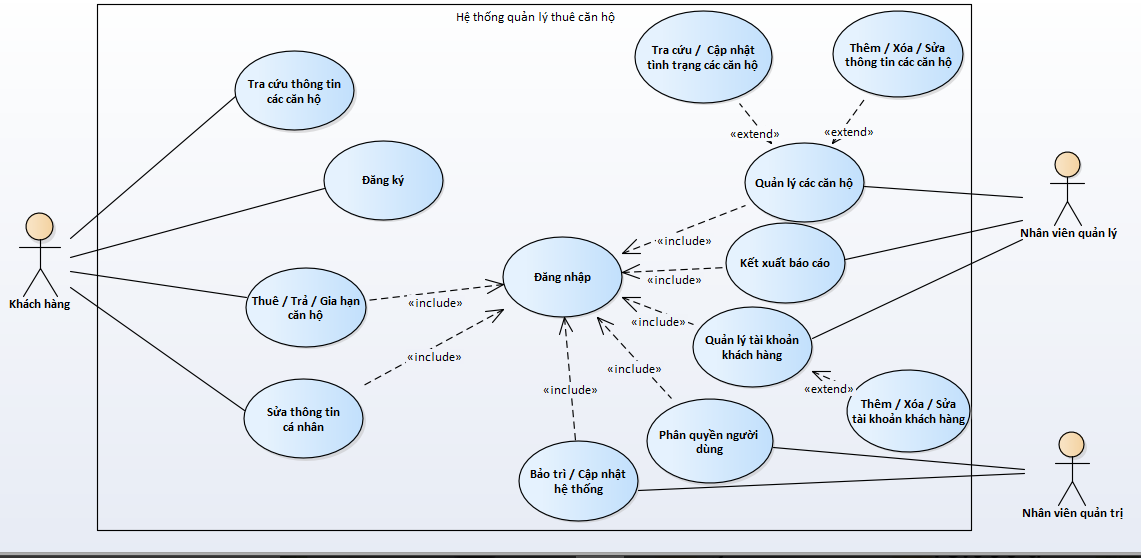 Hệ thống quản lý thuê căn hộ
Tra cứu / Cập nhật
tình trạng các căn hộ
Thêm / Xóa / Sửa
thông tin các căn hộ
Tra cứu thông tin
các căn hộ
«extend»
«extend»
Đăng ký
Quản lý các căn hộ
Nhân viên quản lý
«include»
Kết xuất báo cáo
Đăng nhập
«include»
Khách hàng
Thuê / Trả / Gia hạn
căn hộ
«include»
«include»
Quản lý tài khoản
khách hàng
«include»
«include»
«extend»
«include»
Thêm / Xóa / Sửa
tài khoản khách hàng
Sửa thông tin
cá nhân
Phân quyền người
dùng
Bảo trì / Cập nhật
hệ thống
Nhân viên quản trị